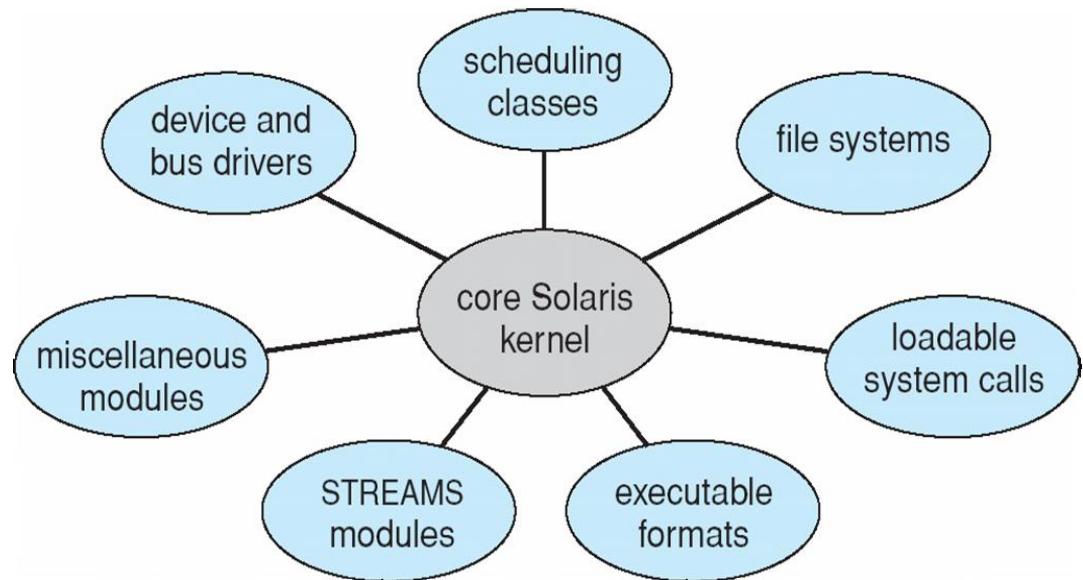 scheduling
classes
device and
bus drivers
file systems
core Solaris
kernel
miscellaneous
modules
loadable
system calls
STREAMS
modules
executable
formats